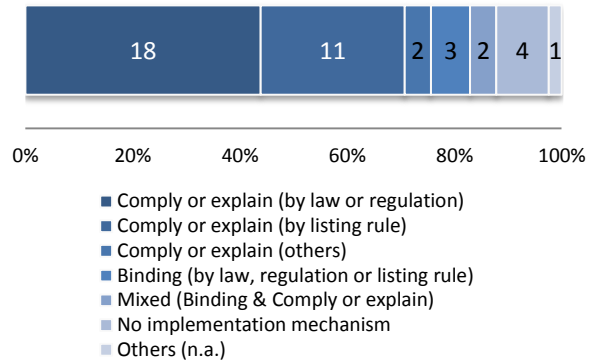 18 11 2 3 2 4 1
0% 20% 40% 60% 80% 100%
Comply or explain (by law or regulation)
Comply or explain (by listing rule)
Comply or explain (others)
Binding (by law, regulation or listing rule)
Mixed (Binding & Comply or explain)
No implementation mechanism
Others (n.a.)